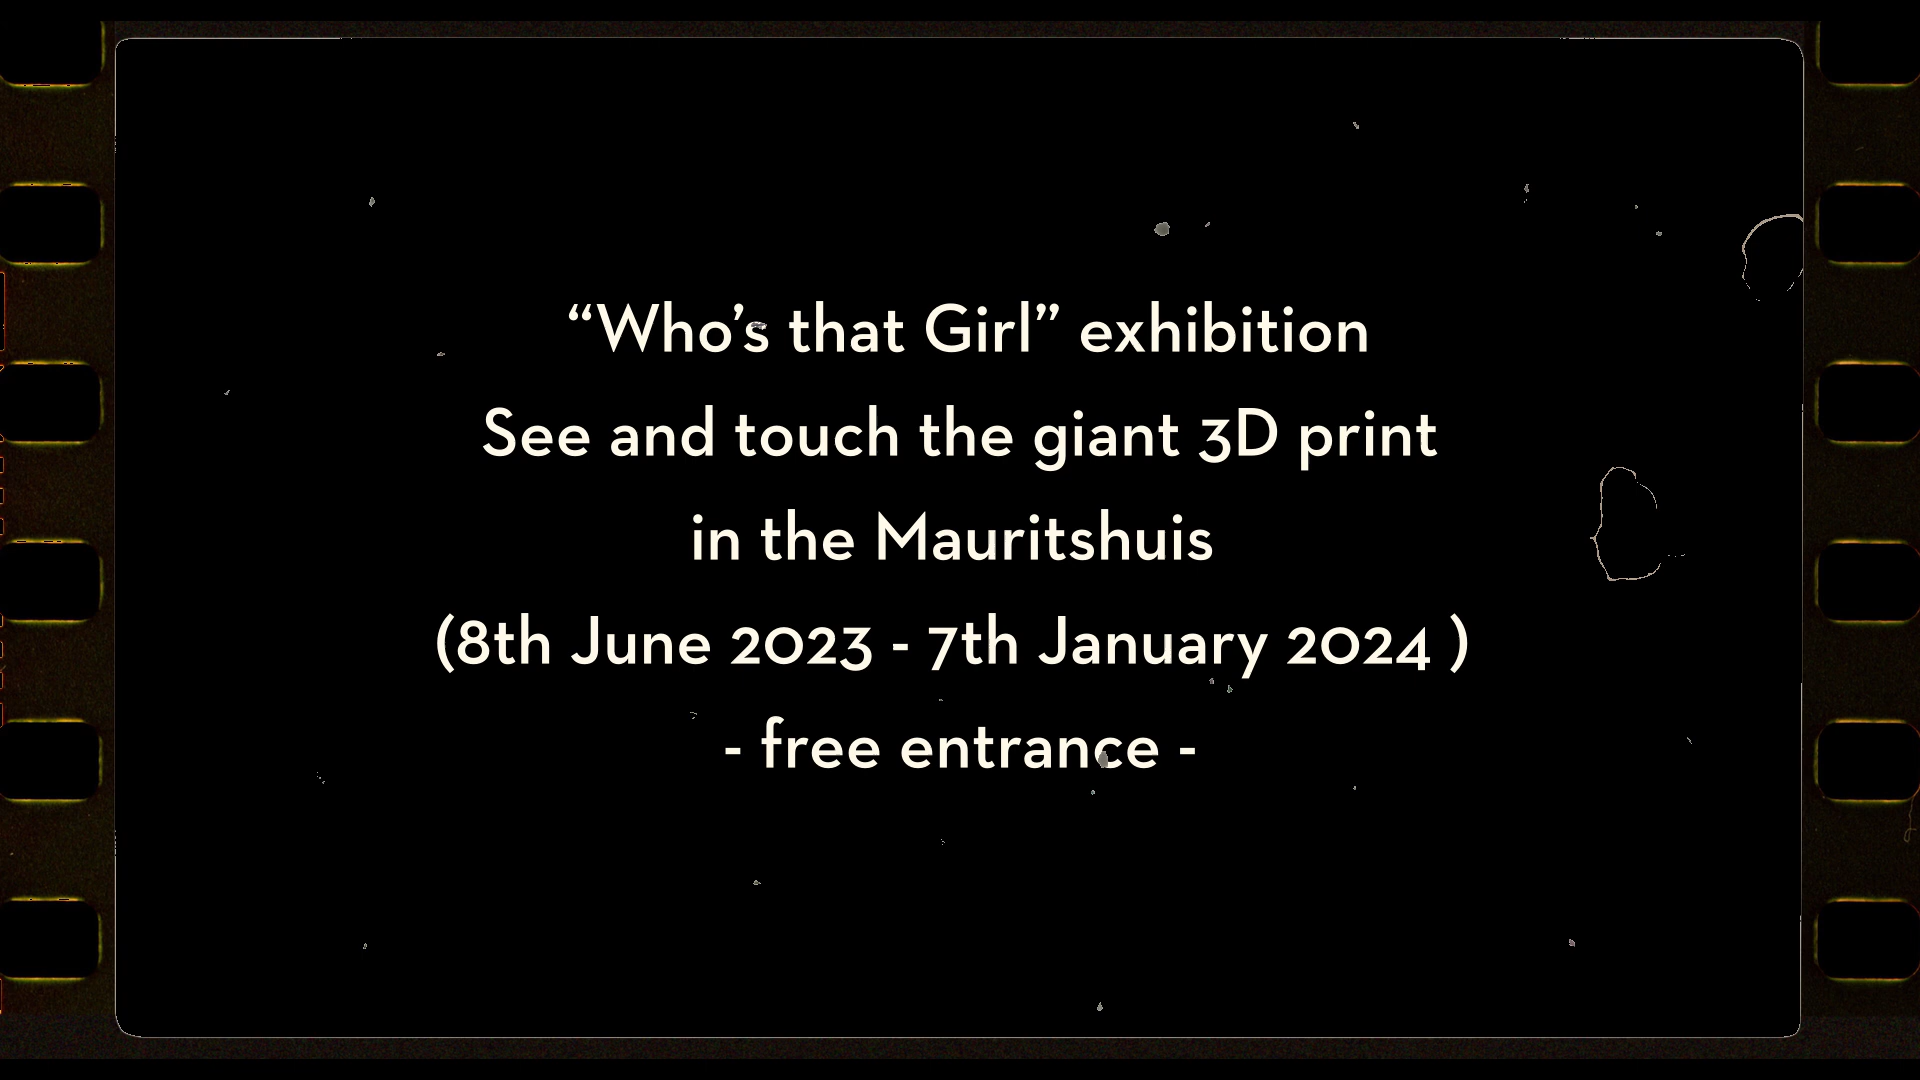 “Who’s that Girl” exhibition
See and touch the giant 3D print
in the Mauritshuis
(8th June 2023 - 7th January 2024 )
- free entrance -